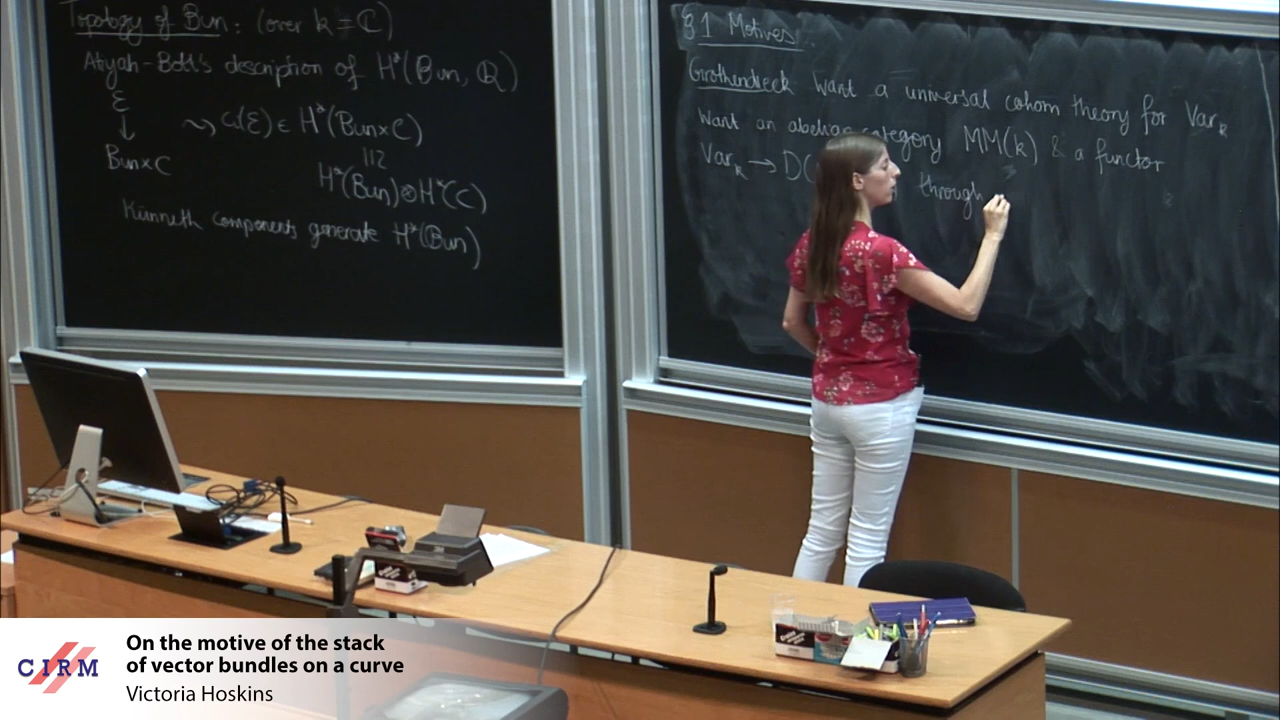 Topology of Bun: (over k = ℂ)
Atiyah-Bott's description of H*(Bun, Q)
ℰ
↓ ⇝ cᵢ(ℰ) ∈ H*(Bun×C)
Bun×C
H*(Bun)⊗H*(C)
Künneth components generate H*(Bun)
§1 Motives:
Grothendieck Want a universal cohom theory for Varₖ
Want an abelian category MM(k) & a functor
Varₖ → D( through
CIRM
On the motive of the stack
of vector bundles on a curve
Victoria Hoskins